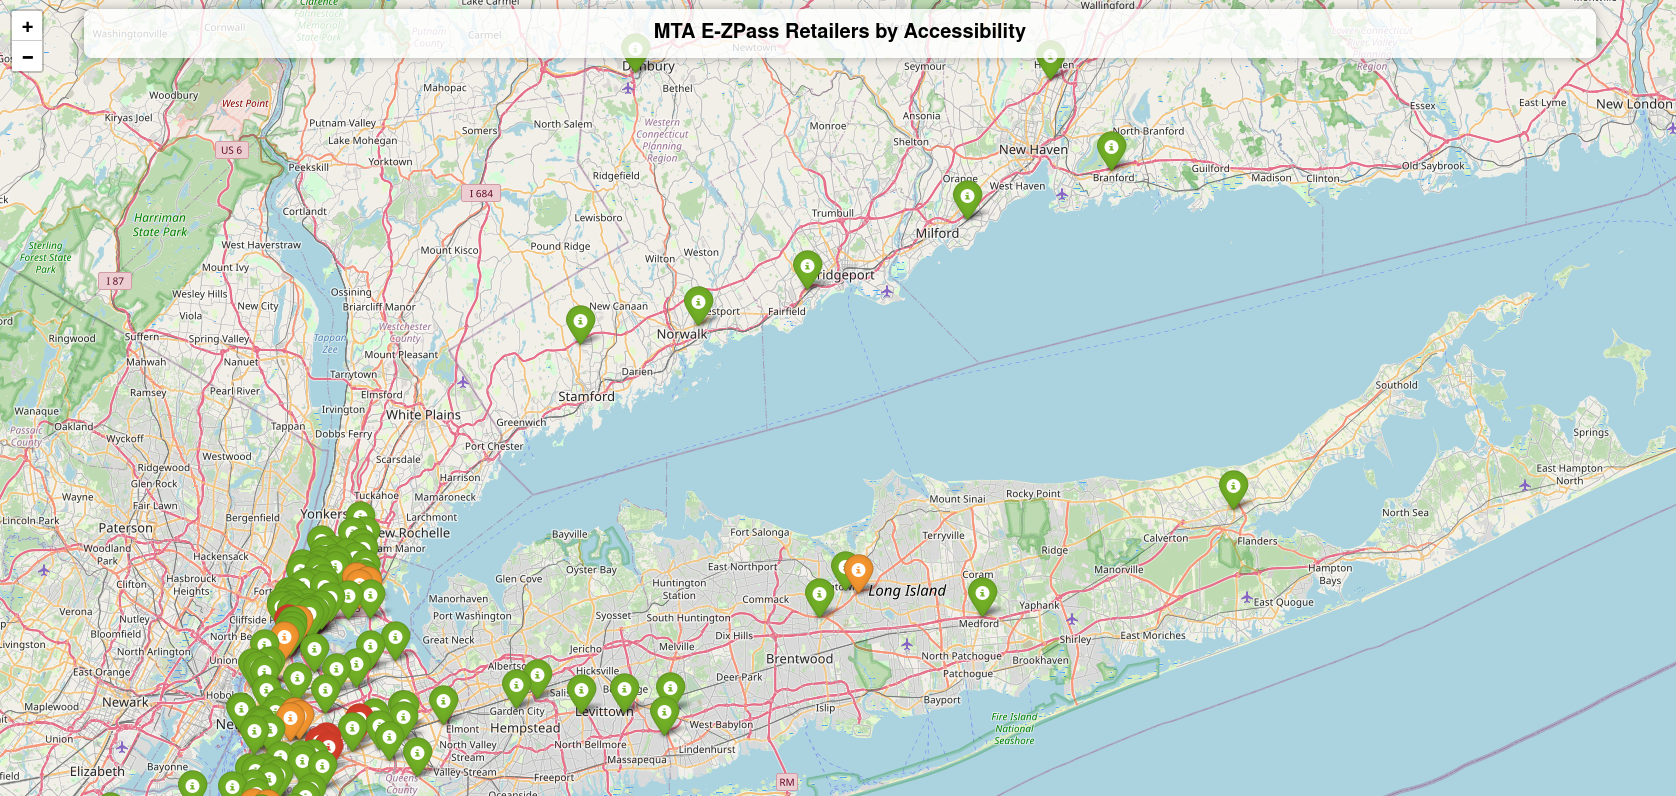 MTA E-ZPass Retailers by Accessibility
+
−
Lake Carmel
Wallingford
Washingtonville
Cornwall
Putnam
County
Carmel
Newtown
Danbury
Seymour
Region
Woodbury
West Point
Mahopac
Bethel
Kiryas Joel
Putnam Valley
Somers
North Salem
Western
Connecticut
Planning
Region
Monroe
Ansonia
Essex
East Lyme
New London
US 6
Lake Mohegan
Yorktown
Peekskill
Shelton
New Haven
North Branford
Ridgefield
Orange
West Haven
Branford
Guilford
Madison
Clinton
Old Saybrook
I 684
Harriman
State Park
Cortlandt
Lewisboro
Trumbull
Milford
Sterling
Forest State
Park
West Haverstraw
Mount Kisco
Pound Ridge
Weston
Wilton
Mount Ivy
I 87
Ossining
Wesley Hills
New City
Briarcliff Manor
New Canaan
Fairfield
Viola
Westchester
County
Norwalk
Ringwood
Suffern
Spring Valley
Tappan
Zee
Mount Pleasant
Mahwah
Nanuet
Tarrytown
Darien
Ramsey
Pearl River
Elmsford
Stamford
Southold
Wanaque
Irvington
White Plains
Oakland
Tappan
Greenwich
Passaic
County
Wyckoff
Dobbs Ferry
Port Chester
Springs
Westwood
Scarsdale
Ridgewood
Harrison
East Hampton
North
Glen Rock
Wayne
Fair Lawn
Tuckahoe
Mamaroneck
Mount Sinai
Rocky Point
Lincoln Park
Bergenfield
Yonkers
Larchmont
North Sea
Paterson
New Rochelle
Bayville
Fort Salonga
Terryville
Calverton
Flanders
Woodland
Park
Hackensack
Ridge
Clifton
Hasbrouck
Heights
Glen Cove
Oyster Bay
East Northport
Manorville
Hampton
Bays
Huntington
Station
Coram
Long Island
Verona
Nutley
Manorhaven
Commack
Yaphank
East Quogue
Cliffside
Port Washington
Syosset
South Huntington
Medford
Bloomfield
Great Neck
Dix Hills
Shirley
East Moriches
North Arlington
Jericho
Melville
Brentwood
North Patchogue
Brookhaven
East Orange
Union
Hicksville
Deer Park
Patchogue
Maplewood
Newark
Garden City
Levittown
Islip
Bayport
Hempstead
West Babylon
Fire Island
National
Seashore
Union
Elmont
North Valley
Stream
North Bellmore
Lindenhurst
Elizabeth
Bayonne
Massapequa
Valley-Stream
Queens
County
Freeport
Oceanside
RM